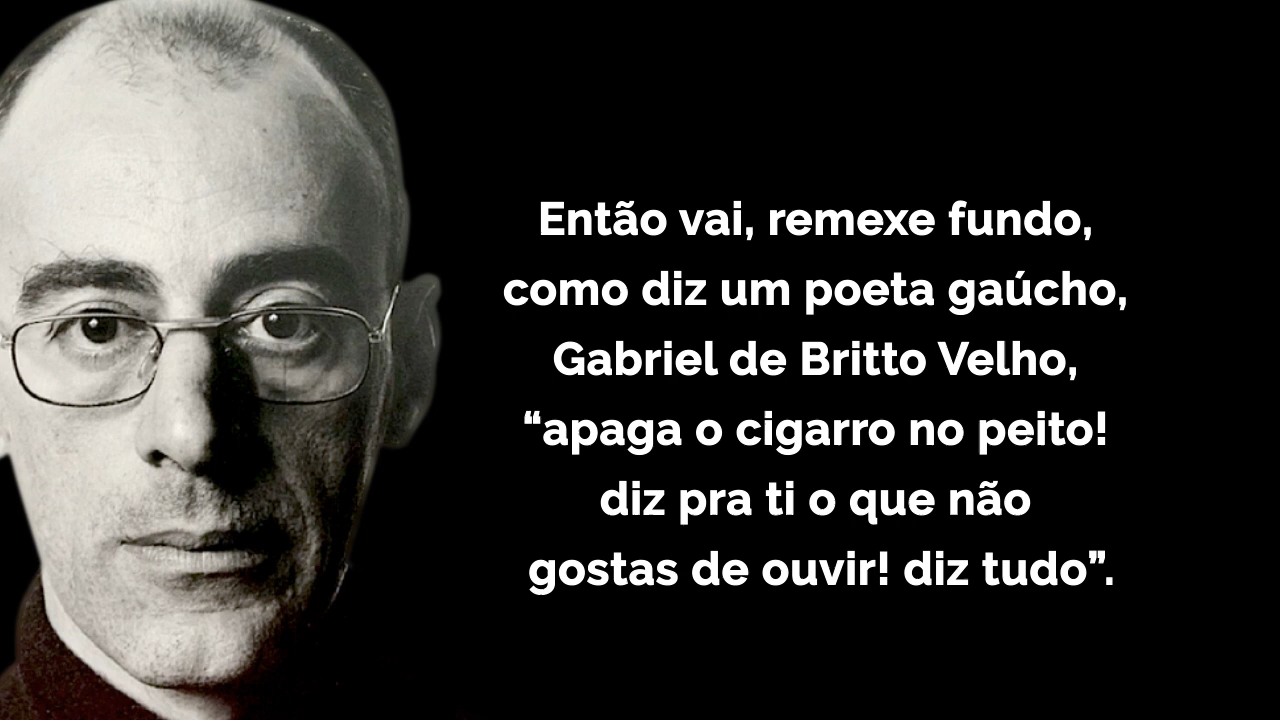 Então vai, remexe fundo,
como diz um poeta gaúcho,
Gabriel de Britto Velho,
“apaga o cigarro no peito!
diz pra ti o que não
gostas de ouvir! diz tudo”.